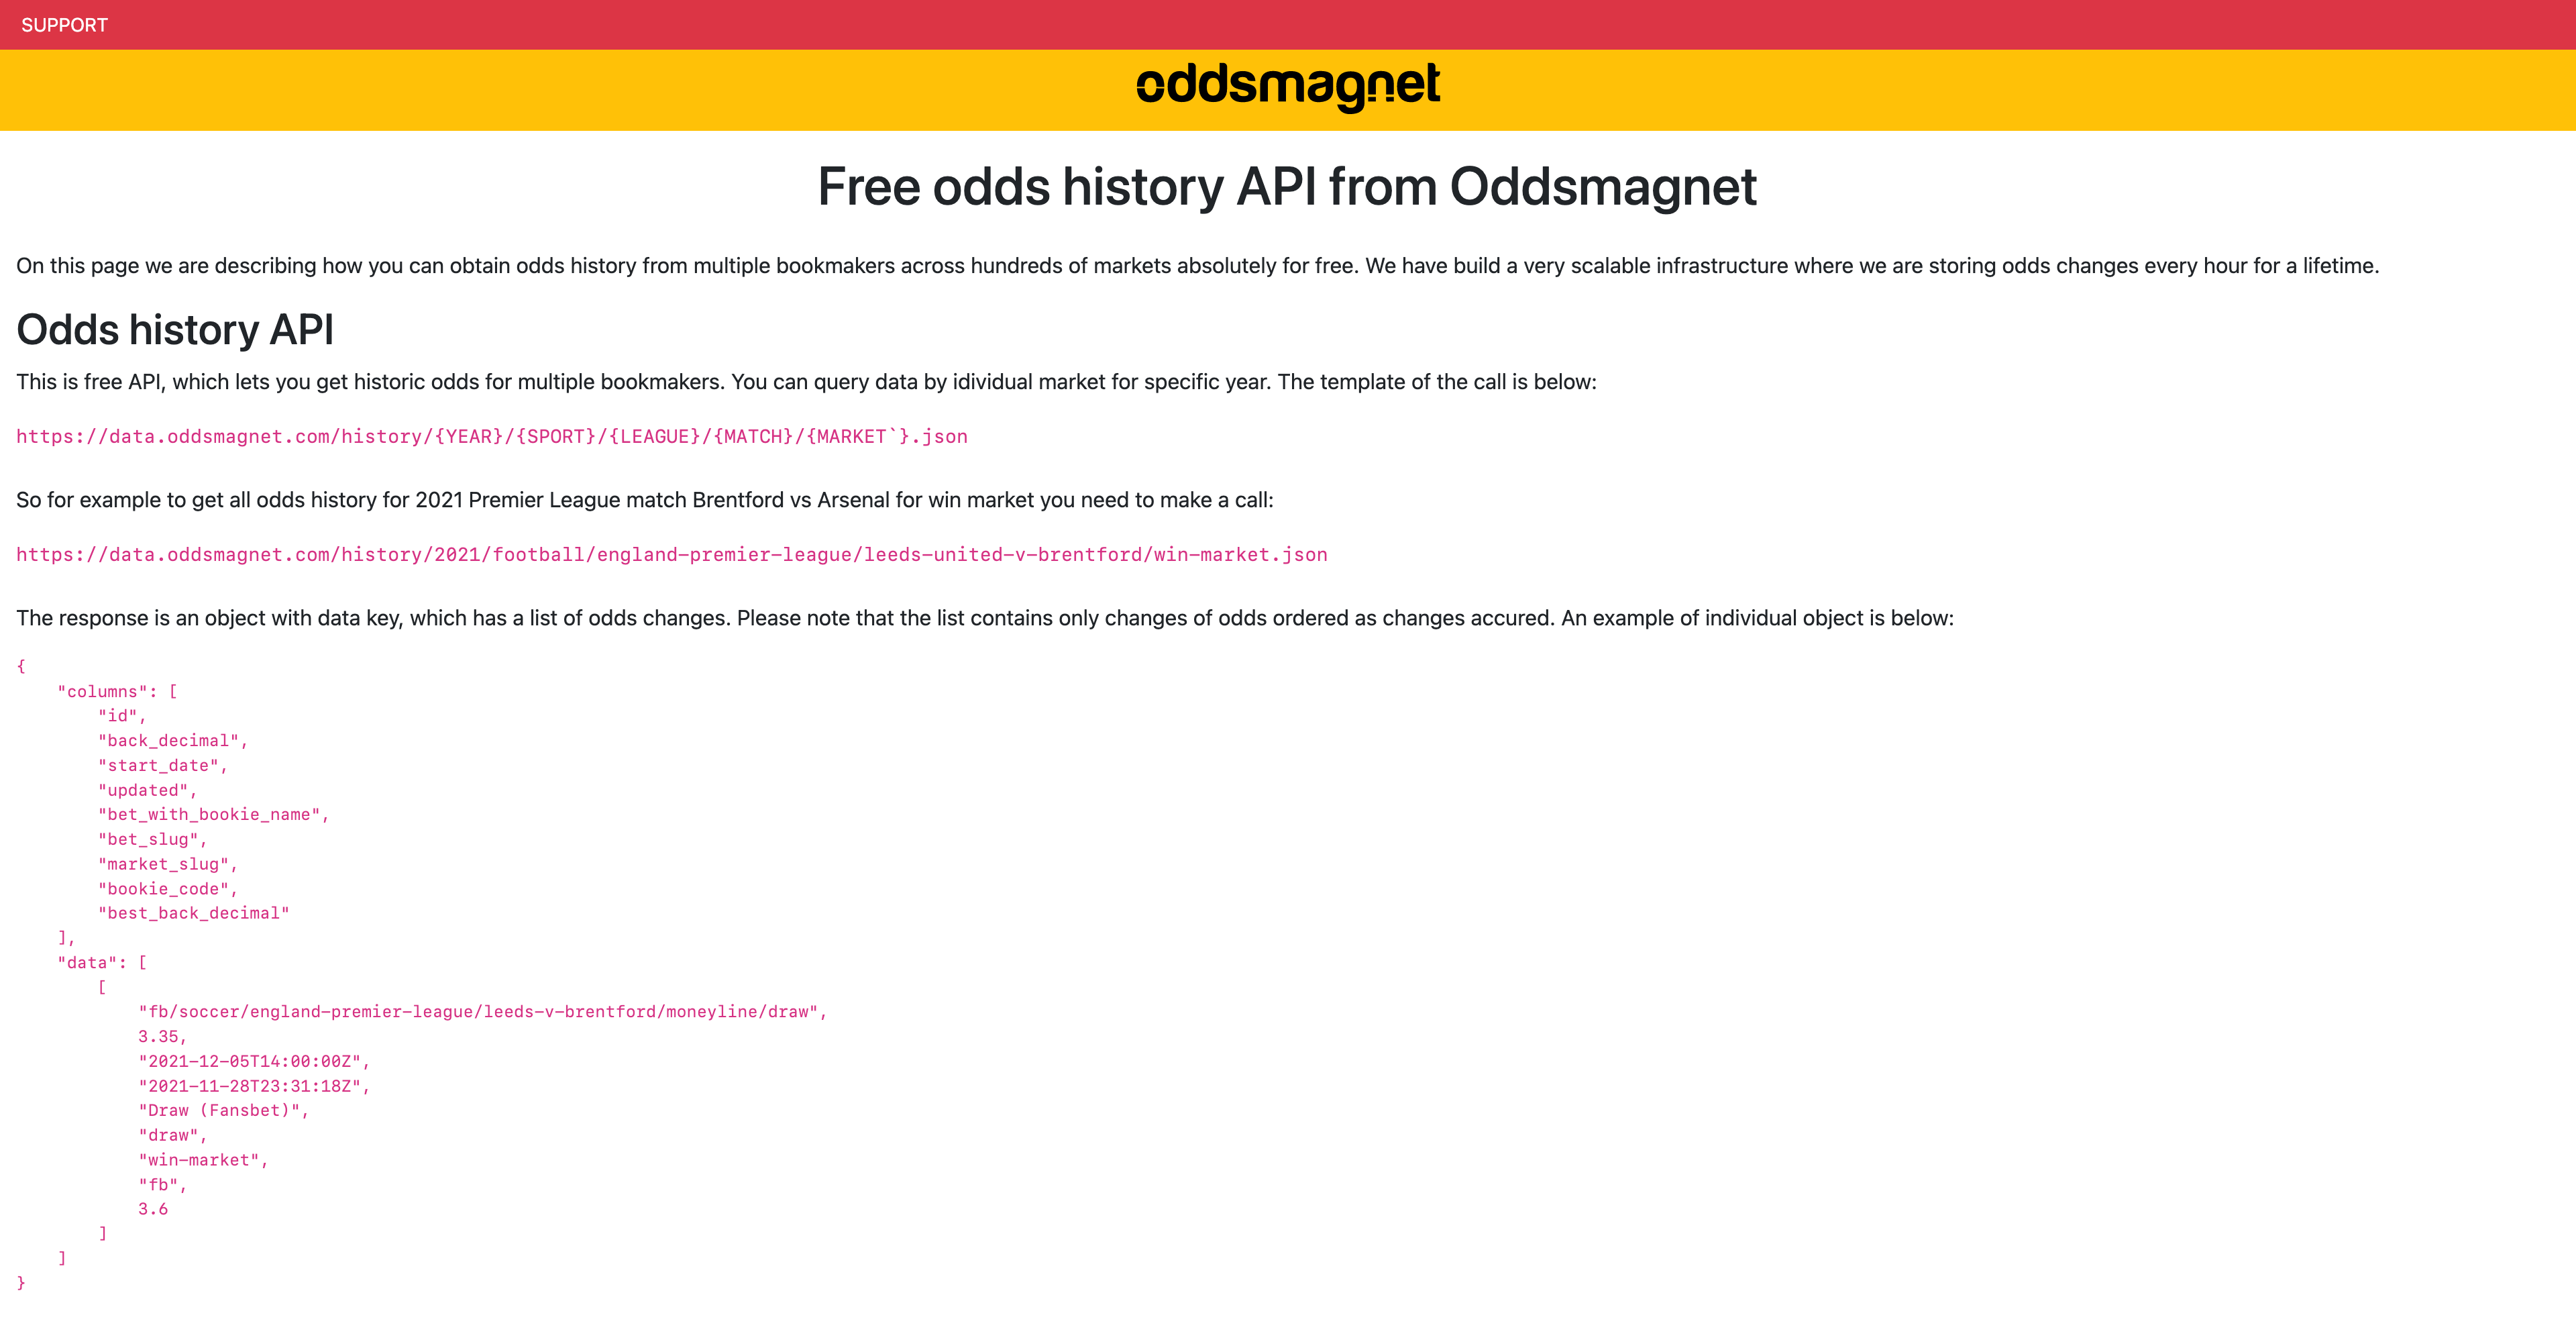 SUPPORT
oddsmagnet
Free odds history API from Oddsmagnet
On this page we are describing how you can obtain odds history from multiple bookmakers across hundreds of markets absolutely for free. We have build a very scalable infrastructure where we are storing odds changes every hour for a lifetime.
Odds history API
This is free API, which lets you get historic odds for multiple bookmakers. You can query data by idividual market for specific year. The template of the call is below:
https://data.oddsmagnet.com/history/{YEAR}/{SPORT}/{LEAGUE}/{MATCH}/{MARKET`}.json
So for example to get all odds history for 2021 Premier League match Brentford vs Arsenal for win market you need to make a call:
https://data.oddsmagnet.com/history/2021/football/england-premier-league/leeds-united-v-brentford/win-market.json
The response is an object with data key, which has a list of odds changes. Please note that the list contains only changes of odds ordered as changes accured. An example of individual object is below:
{
    "columns": [
        "id",
        "back_decimal",
        "start_date",
        "updated",
        "bet_with_bookie_name",
        "bet_slug",
        "market_slug",
        "bookie_code",
        "best_back_decimal"
    ],
    "data": [
        [
            "fb/soccer/england-premier-league/leeds-v-brentford/moneyline/draw",
            3.35,
            "2021-12-05T14:00:00Z",
            "2021-11-28T23:31:18Z",
            "Draw (Fansbet)",
            "draw",
            "win-market",
            "fb",
            3.6
        ]
    ]
}